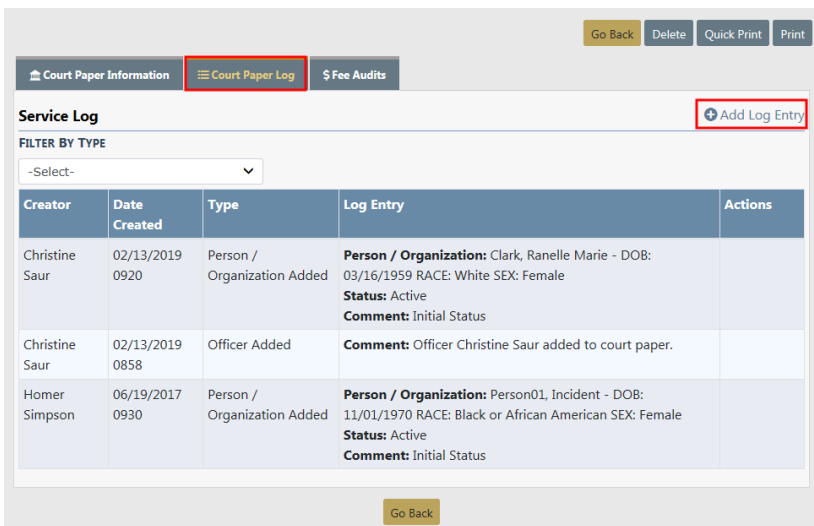 Go Back Delete Quick Print Print
Court Paper Information Court Paper Log $ Fee Audits
Service Log Add Log Entry
FILTER BY TYPE
-Select-
Creator Date Created Type Log Entry Actions
Christine Saur 02/13/2019 0920 Person / Organization Added Person / Organization: Clark, Ranelle Marie - DOB: 03/16/1959 RACE: White SEX: Female
Status: Active
Comment: Initial Status
Christine Saur 02/13/2019 0858 Officer Added Comment: Officer Christine Saur added to court paper.
Homer Simpson 06/19/2017 0930 Person / Organization Added Person / Organization: Person01, Incident - DOB: 11/01/1970 RACE: Black or African American SEX: Female
Status: Active
Comment: Initial Status
Go Back